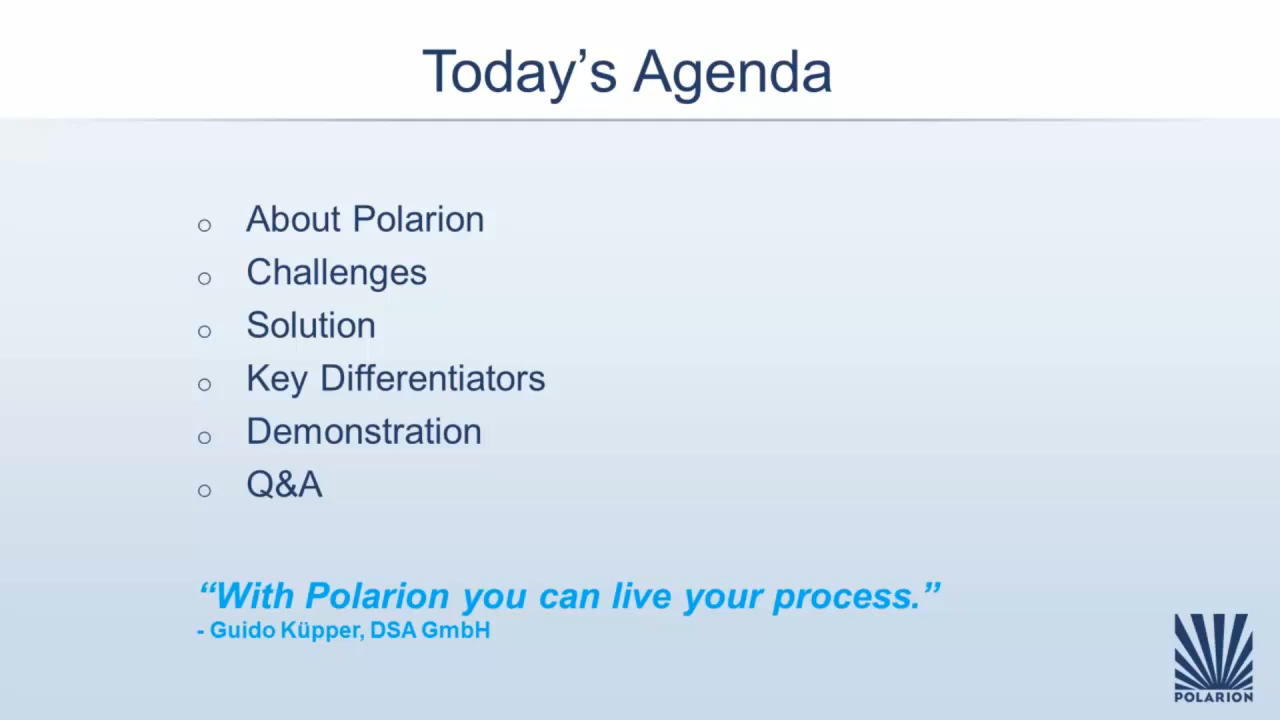 Today’s Agenda
o About Polarion
o Challenges
o Solution
o Key Differentiators
o Demonstration
o Q&A
“With Polarion you can live your process.”
- Guido Küpper, DSA GmbH
POLARION